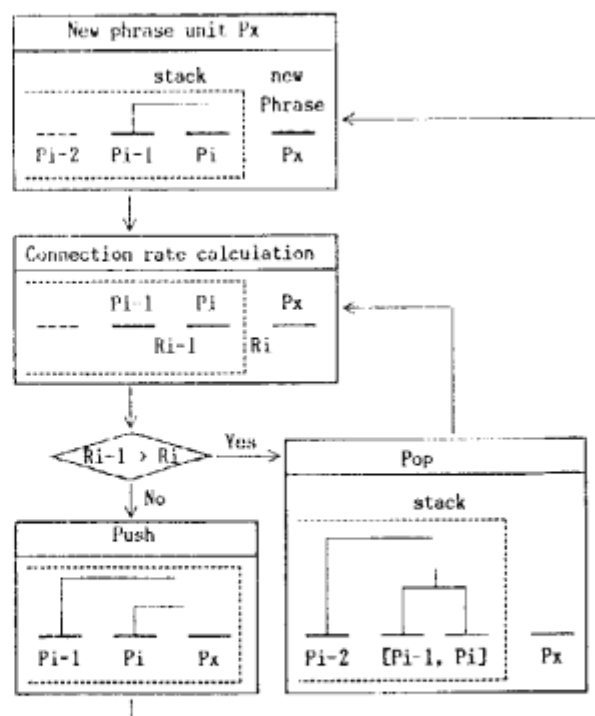 New phrase unit Px
stack new
Phrase
Pi-2 Pi-1 Pi Px
Connection rate calculation
Pi-1 Pi Px
Ri-1 Ri
Ri-1 > Ri
Yes
No
Pop
stack
Pi-2 [Pi-1, Pi] Px
Push
Pi-1 Pi Px